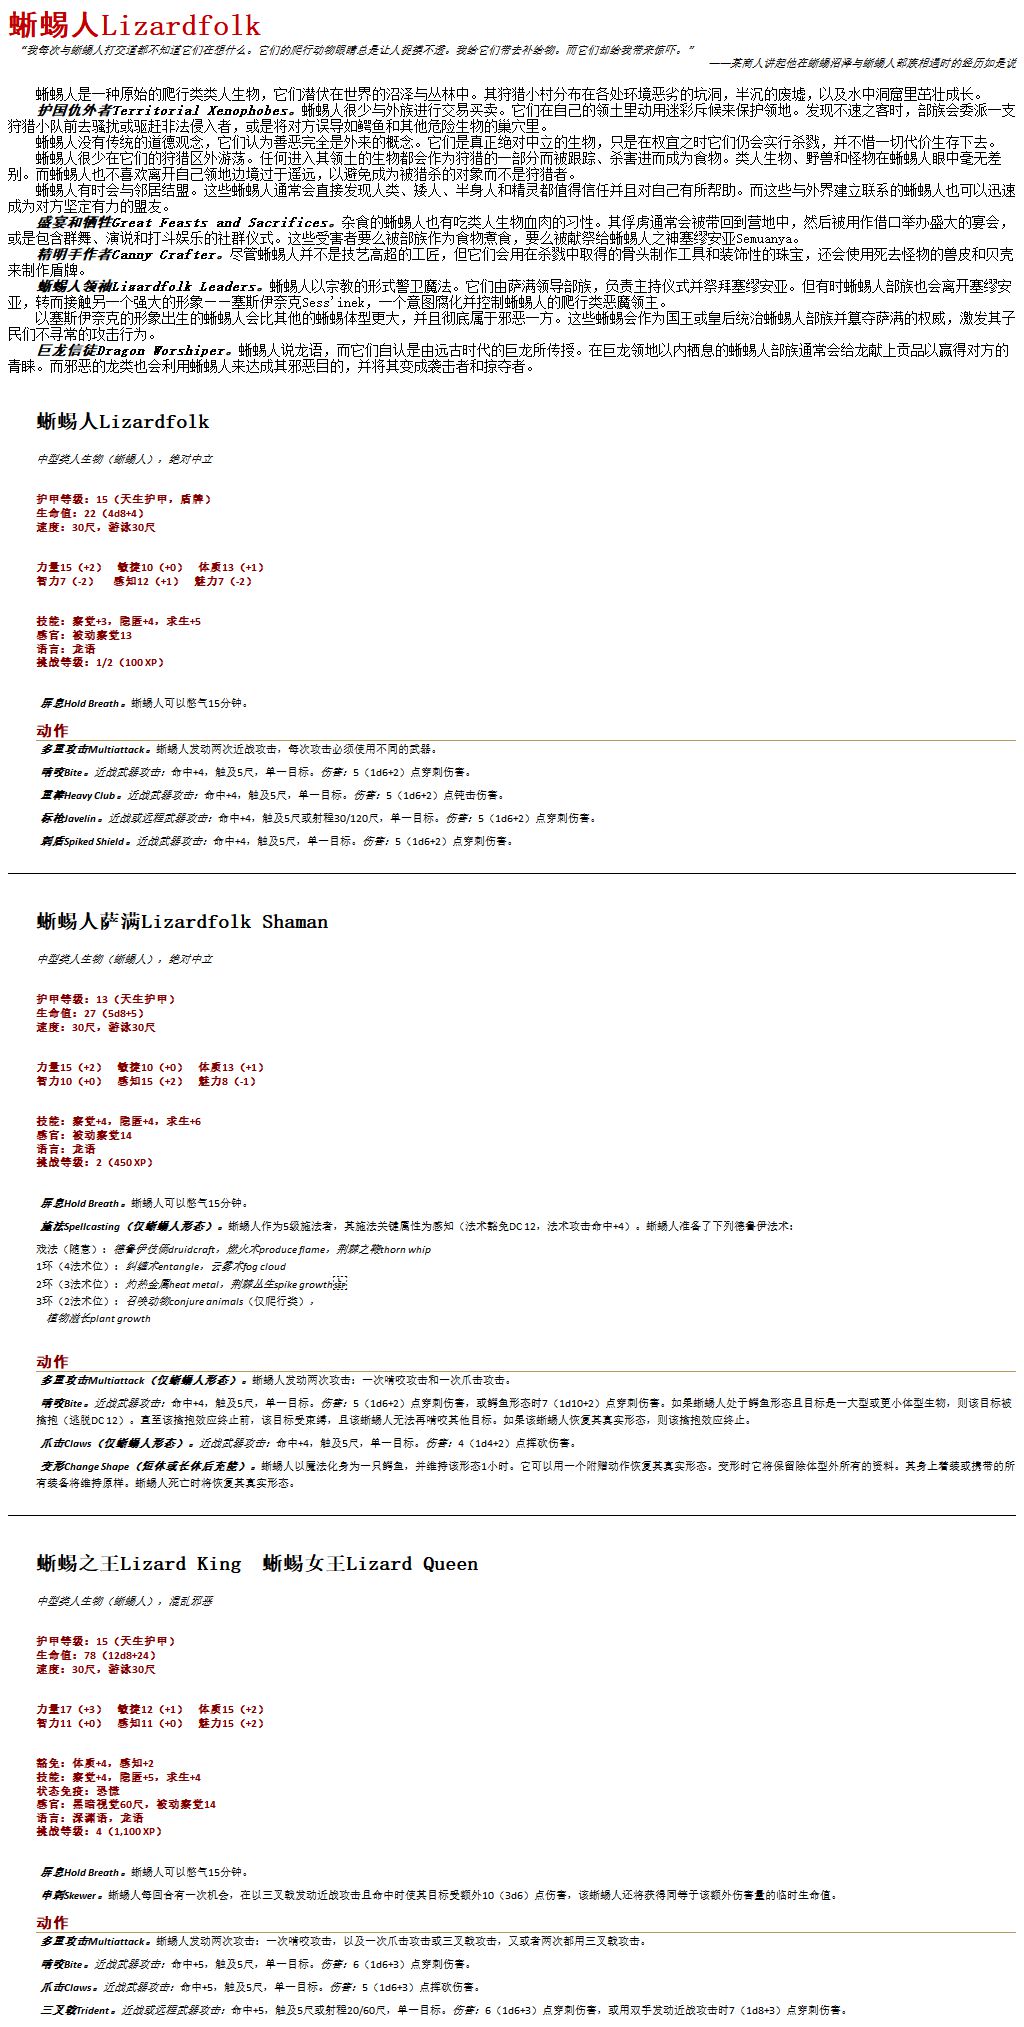 蜥蜴人Lizardfolk
“我每次与蜥蜴人打交道都不知道它们在想什么。它们的爬行动物眼睛总是让人捉摸不透。我给它们带去补给物。而它们却给我带来惊吓。”
——某商人讲起他在蜥蜴沼泽与蜥蜴人部族相遇时的经历如是说
蜥蜴人是一种原始的爬行类类人生物，它们潜伏在世界的沼泽与丛林中。其狩猎小村分布在各处环境恶劣的坑洞，半沉的废墟，以及水中洞窟里茁壮成长。
护国仇外者Territorial Xenophobes。蜥蜴人很少与外族进行交易买卖。它们在自己的领土里动用迷彩斥候来保护领地。发现不速之客时，部族会委派一支
狩猎小队前去骚扰或驱赶非法侵入者，或是将对方误导如鳄鱼和其他危险生物的巢穴里。
蜥蜴人没有传统的道德观念，它们认为善恶完全是外来的概念。它们是真正绝对中立的生物，只是在权宜之时它们仍会实行杀戮，并不惜一切代价生存下去。
蜥蜴人很少在它们的狩猎区外游荡。任何进入其领土的生物都会作为狩猎的一部分而被跟踪、杀害进而成为食物。类人生物、野兽和怪物在蜥蜴人眼中毫无差
别。而蜥蜴人也不喜欢离开自己领地边境过于遥远，以避免成为被猎杀的对象而不是狩猎者。
蜥蜴人有时会与邻居结盟。这些蜥蜴人通常会直接发现人类、矮人、半身人和精灵都值得信任并且对自己有所帮助。而这些与外界建立联系的蜥蜴人也可以迅速
成为对方坚定有力的盟友。
盛宴和牺牲Great Feasts and Sacrifices。杂食的蜥蜴人也有吃类人生物血肉的习性。其俘虏通常会被带回到营地中，然后被用作借口举办盛大的宴会，
或是包含群舞、演说和打斗娱乐的社群仪式。这些受害者要么被部族作为食物煮食，要么被献祭给蜥蜴人之神塞缪安亚Semuanya。
精明手作者Canny Crafter。尽管蜥蜴人并不是技艺高超的工匠，但它们会用在杀戮中取得的骨头制作工具和装饰性的珠宝，还会使用死去怪物的兽皮和贝壳
来制作盾牌。
蜥蜴人领袖Lizardfolk Leaders。蜥蜴人以宗教的形式警卫魔法。它们由萨满领导部族，负责主持仪式并祭拜塞缪安亚。但有时蜥蜴人部族也会离开塞缪安
亚，转而接触另一个强大的形象——塞斯伊奈克Sess'inek，一个意图腐化并控制蜥蜴人的爬行类恶魔领主。
以塞斯伊奈克的形象出生的蜥蜴人会比其他的蜥蜴体型更大，并且彻底属于邪恶一方。这些蜥蜴会作为国王或皇后统治蜥蜴人部族并篡夺萨满的权威，激发其子
民们不寻常的攻击行为。
巨龙信徒Dragon Worshiper。蜥蜴人说龙语，而它们自认是由远古时代的巨龙所传授。在巨龙领地以内栖息的蜥蜴人部族通常会给龙献上贡品以赢得对方的
青睐。而邪恶的龙类也会利用蜥蜴人来达成其邪恶目的，并将其变成袭击者和掠夺者。
蜥蜴人Lizardfolk
中型类人生物（蜥蜴人），绝对中立
护甲等级：15（天生护甲，盾牌）
生命值：22（4d8+4）
速度：30尺，游泳30尺
力量15（+2） 敏捷10（+0） 体质13（+1）
智力7（-2） 感知12（+1） 魅力7（-2）
技能：察觉+3，隐匿+4，求生+5
感官：被动察觉13
语言：龙语
挑战等级：1/2（100 XP）
屏息Hold Breath。蜥蜴人可以憋气15分钟。
动作
多重攻击Multiattack。蜥蜴人发动两次近战攻击，每次攻击必须使用不同的武器。
啃咬Bite。近战武器攻击：命中+4，触及5尺，单一目标。伤害：5（1d6+2）点穿刺伤害。
重棒Heavy Club。近战武器攻击：命中+4，触及5尺，单一目标。伤害：5（1d6+2）点钝击伤害。
标枪Javelin。近战或远程武器攻击：命中+4，触及5尺或射程30/120尺，单一目标。伤害：5（1d6+2）点穿刺伤害。
刺盾Spiked Shield。近战武器攻击：命中+4，触及5尺，单一目标。伤害：5（1d6+2）点穿刺伤害。
蜥蜴人萨满Lizardfolk Shaman
中型类人生物（蜥蜴人），绝对中立
护甲等级：13（天生护甲）
生命值：27（5d8+5）
速度：30尺，游泳30尺
力量15（+2） 敏捷10（+0） 体质13（+1）
智力10（+0） 感知15（+2） 魅力8（-1）
技能：察觉+4，隐匿+4，求生+6
感官：被动察觉14
语言：龙语
挑战等级：2（450 XP）
屏息Hold Breath。蜥蜴人可以憋气15分钟。
施法Spellcasting（仅蜥蜴人形态）。蜥蜴人作为5级施法者，其施法关键属性为感知（法术豁免DC 12，法术攻击命中+4）。蜥蜴人准备了下列德鲁伊法术：
戏法（随意）：德鲁伊伎俩druidcraft，燃火术produce flame，荆棘之鞭thorn whip
1环（4法术位）：纠缠术entangle，云雾术fog cloud
2环（3法术位）：灼热金属heat metal，荆棘丛生spike growth
3环（2法术位）：召唤动物conjure animals（仅爬行类），
植物滋长plant growth
动作
多重攻击Multiattack（仅蜥蜴人形态）。蜥蜴人发动两次攻击：一次啃咬攻击和一次爪击攻击。
啃咬Bite。近战武器攻击：命中+4，触及5尺，单一目标。伤害：5（1d6+2）点穿刺伤害，或鳄鱼形态时7（1d10+2）点穿刺伤害。如果蜥蜴人处于鳄鱼形态且目标是一大型或更小体型生物，则该目标被
擒抱（逃脱DC 12）。直至该擒抱效应终止前，该目标受束缚，且该蜥蜴人无法再啃咬其他目标。如果该蜥蜴人恢复其真实形态，则该擒抱效应终止。
爪击Claws（仅蜥蜴人形态）。近战武器攻击：命中+4，触及5尺，单一目标。伤害：4（1d4+2）点挥砍伤害。
变形Change Shape（短休或长休后充能）。蜥蜴人以魔法化身为一只鳄鱼，并维持该形态1小时。它可以用一个附赠动作恢复其真实形态。变形时它将保留除体型外所有的资料。其身上着装或携带的所
有装备将维持原样。蜥蜴人死亡时将恢复其真实形态。
蜥蜴之王Lizard King 蜥蜴女王Lizard Queen
中型类人生物（蜥蜴人），混乱邪恶
护甲等级：15（天生护甲）
生命值：78（12d8+24）
速度：30尺，游泳30尺
力量17（+3） 敏捷12（+1） 体质15（+2）
智力11（+0） 感知11（+0） 魅力15（+2）
豁免：体质+4，感知+2
技能：察觉+4，隐匿+5，求生+4
状态免疫：恐慌
感官：黑暗视觉60尺，被动察觉14
语言：深渊语，龙语
挑战等级：4（1,100 XP）
屏息Hold Breath。蜥蜴人可以憋气15分钟。
串刺Skewer。蜥蜴人每回合有一次机会，在以三叉戟发动近战攻击且命中时使其目标受额外10（3d6）点伤害，该蜥蜴人还将获得同等于该额外伤害量的临时生命值。
动作
多重攻击Multiattack。蜥蜴人发动两次攻击：一次啃咬攻击，以及一次爪击攻击或三叉戟攻击，又或者两次都用三叉戟攻击。
啃咬Bite。近战武器攻击：命中+5，触及5尺，单一目标。伤害：6（1d6+3）点穿刺伤害。
爪击Claws。近战武器攻击：命中+5，触及5尺，单一目标。伤害：5（1d6+3）点挥砍伤害。
三叉戟Trident。近战或远程武器攻击：命中+5，触及5尺或射程20/60尺，单一目标。伤害：6（1d6+3）点穿刺伤害，或用双手发动近战攻击时7（1d8+3）点穿刺伤害。